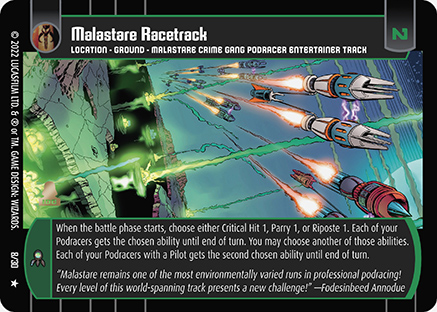 Malastare Racetrack
N
LOCATION - GROUND - MALASTARE CRIME GANG PODRACER ENTERTAINER TRACK
When the battle phase starts, choose either Critical Hit 1, Parry 1, or Riposte 1. Each of your
Podracers gets the chosen ability until end of turn. You may choose another of those abilities.
Each of your Podracers with a Pilot gets the second chosen ability until end of turn.
“Malastare remains one of the most environmentally varied runs in professional podracing!
Every level of this world-spanning track presents a new challenge!” —Fodesinbeed Annodue
© 2022 LUCASFILM LTD. & ® or TM. GAME DESIGN: WIZARDS.
8/30